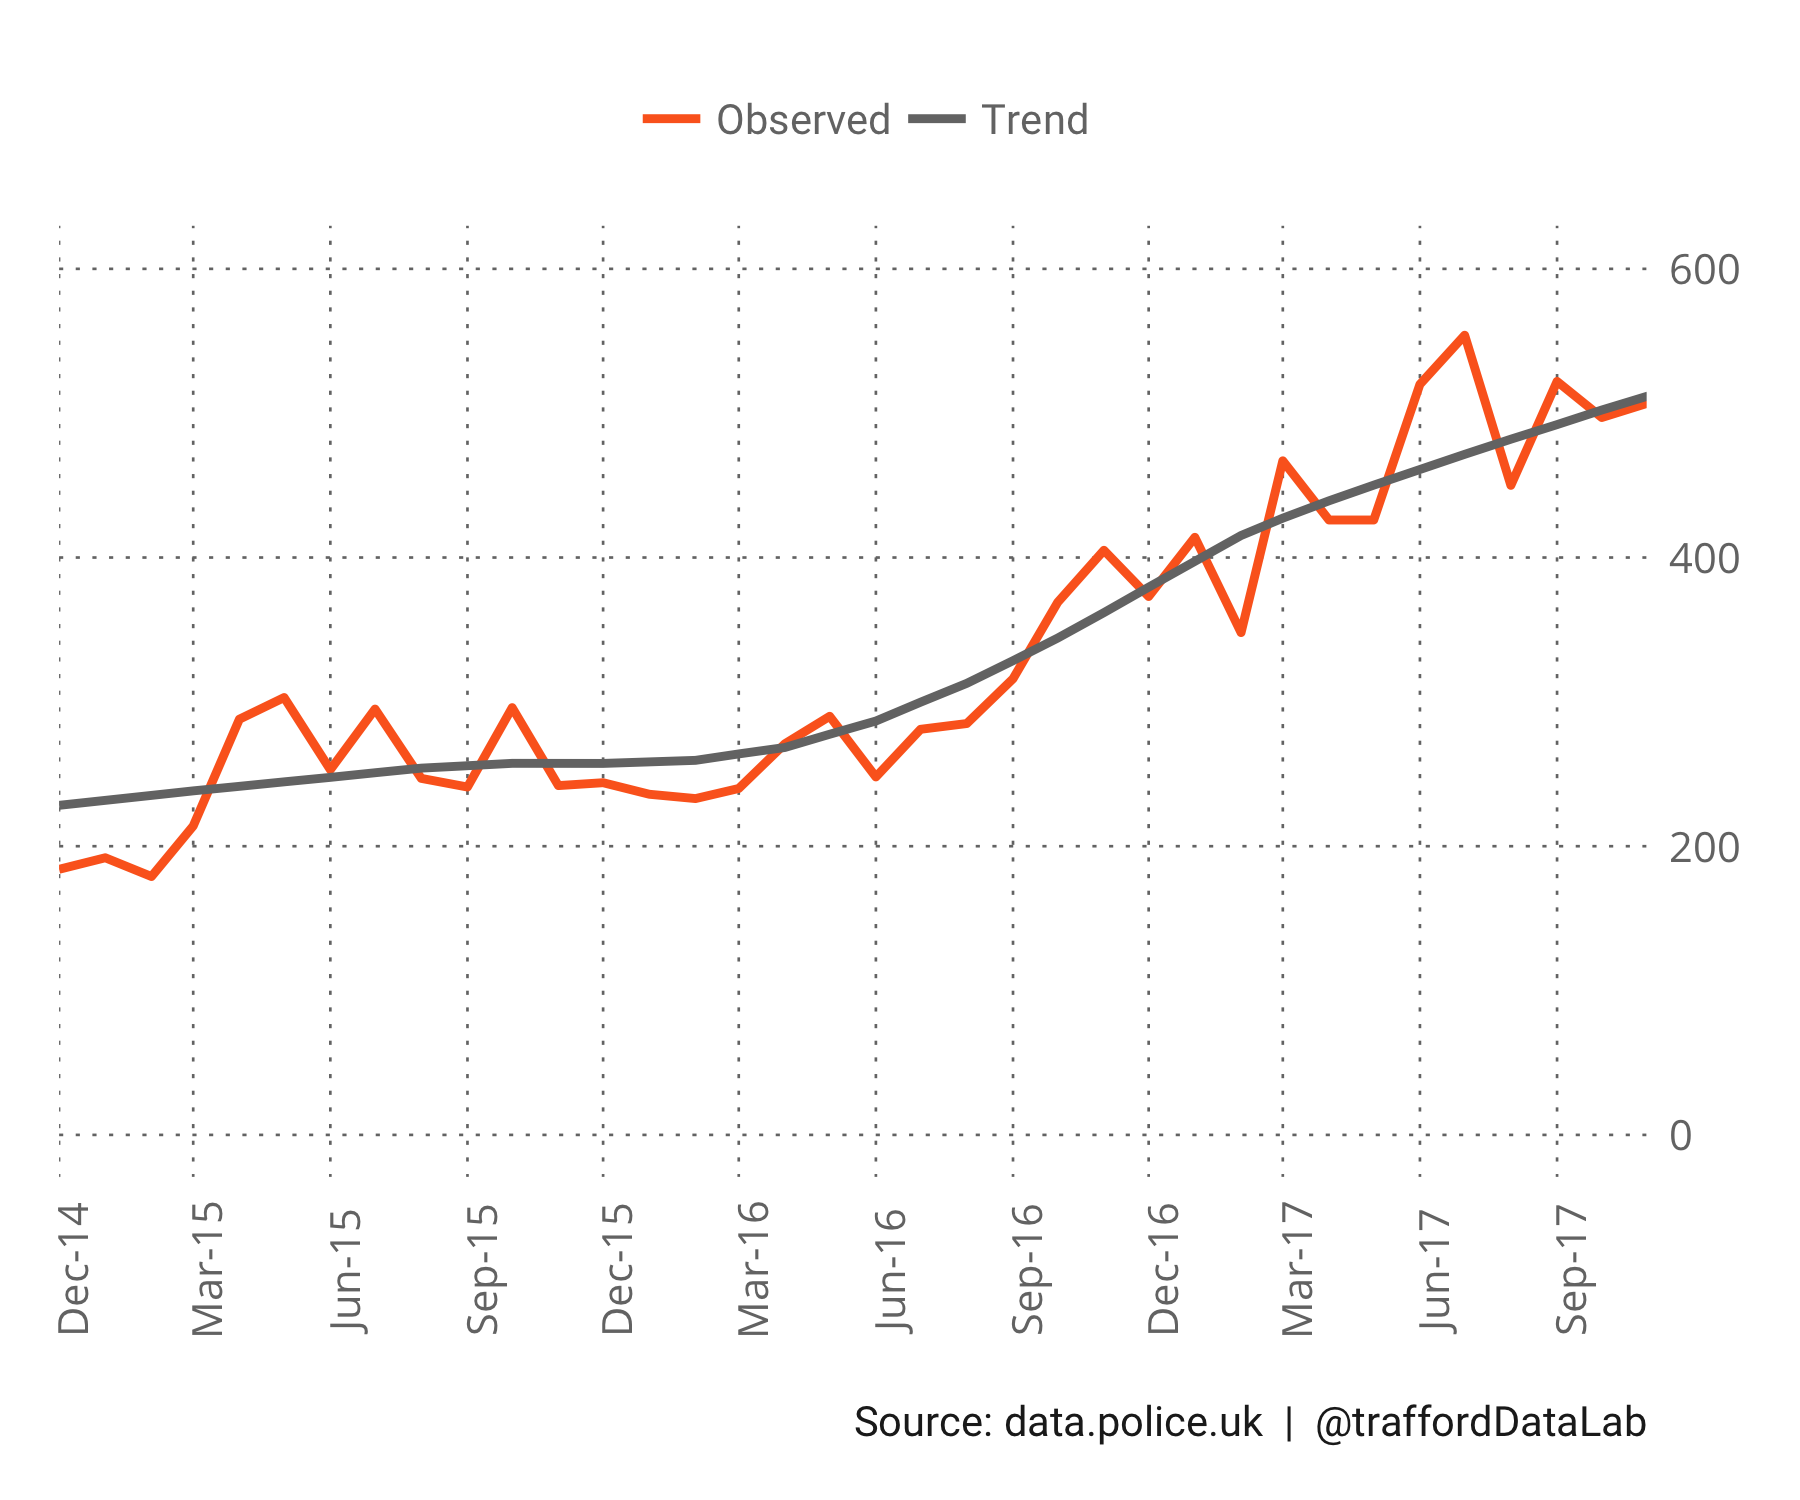 Observed Trend
600
400
200
0
Dec-14
Mar-15
Jun-15
Sep-15
Dec-15
Mar-16
Jun-16
Sep-16
Dec-16
Mar-17
Jun-17
Sep-17
Source: data.police.uk | @traffordDataLab